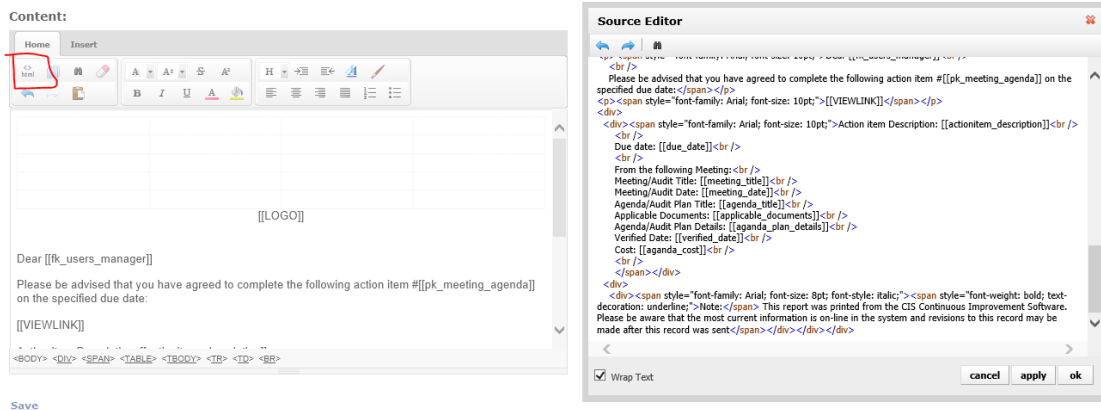 Content:
Home Insert
html
A A² S A² H
B I U A
[[LOGO]]
Dear [[fk_users_manager]]
Please be advised that you have agreed to complete the following action item #[[pk_meeting_agenda]]
on the specified due date:
[[VIEWLINK]]
<BODY> <DIV> <SPAN> <TABLE> <TBODY> <TR> <TD> <BR>
Save
Source Editor
<br />
Please be advised that you have agreed to complete the following action item #[[pk_meeting_agenda]] on the
specified due date:</span></p>
<p><span style="font-family: Arial; font-size: 10pt;">[[VIEWLINK]]</span></p>
<div>
<div><span style="font-family: Arial; font-size: 10pt;">Action item Description: [[actionitem_description]]<br />
<br />
Due date: [[due_date]]<br />
<br />
From the following Meeting:<br />
Meeting/Audit Title: [[meeting_title]]<br />
Meeting/Audit Date: [[meeting_date]]<br />
Agenda/Audit Plan Title: [[agenda_title]]<br />
Applicable Documents: [[applicable_documents]]<br />
Agenda/Audit Plan Details: [[aganda_plan_details]]<br />
Verified Date: [[verified_date]]<br />
Cost: [[aganda_cost]]<br />
<br />
</span></div>
<div>
<div><span style="font-family: Arial; font-size: 8pt; font-style: italic;"><span style="font-weight: bold; text-
decoration: underline;">Note:</span> This report was printed from the CIS Continuous Improvement Software.
Please be aware that the most current information is on-line in the system and revisions to this record may be
made after this record was sent</span></div></div></div>
Wrap Text
cancel apply ok